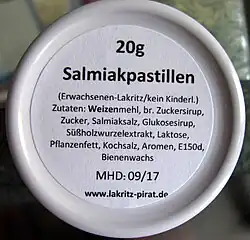 20g
Salmiakpastillen
(Erwachsenen-Lakritz/kein Kinderl.)
Zutaten: Weizenmehl, br. Zuckersirup,
Zucker, Salmiaksalz, Glukosesirup,
Süßholzwurzelextrakt, Laktose,
Pflanzenfett, Kochsalz, Aromen, E150d,
Bienenwachs
MHD: 09/17
www.lakritz-pirat.de